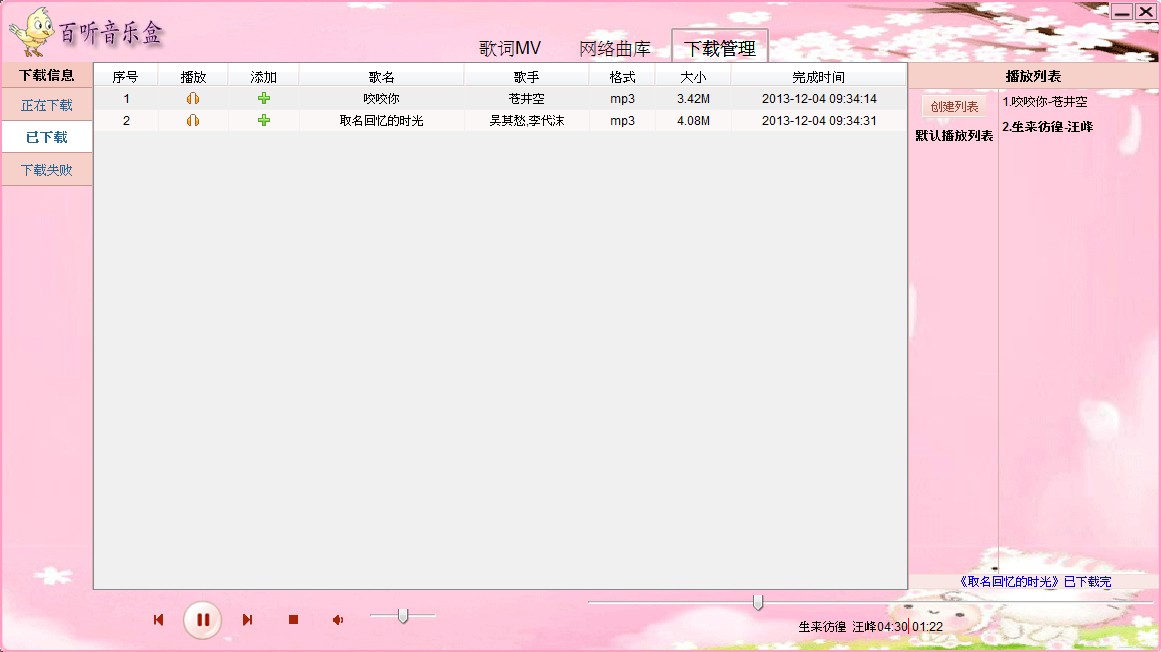 百听音乐盒
歌词MV 网络曲库 下载管理
下载信息
正在下载
已下载
下载失败
序号 播放 添加 歌名 歌手 格式 大小 完成时间
1 咬咬你 苍井空 mp3 3.42M 2013-12-04 09:34:14
2 取名回忆的时光 吴其愁,李代沫 mp3 4.08M 2013-12-04 09:34:31
播放列表
创建列表
默认播放列表
1.咬咬你-苍井空
2.坐来彷徨-汪峰
《取名回忆的时光》已下载完
坐来彷徨 汪峰04:30|01:22